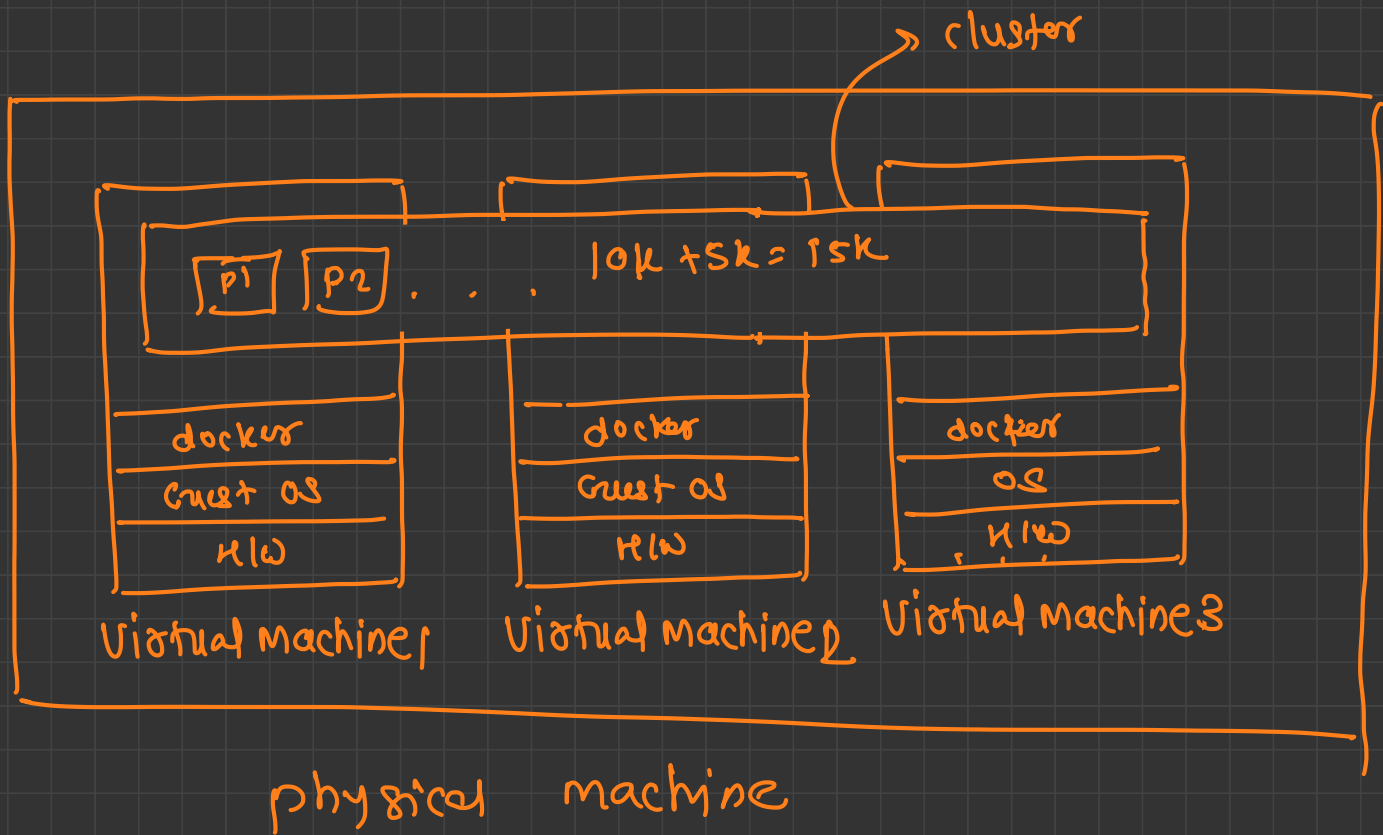 cluster
P1 P2 . . . 10k + 5k = 15k
docker docker docker
Guest OS Guest OS OS
H/W H/W H/W
Virtual Machine1 Virtual Machine2 Virtual Machine3
physical machine